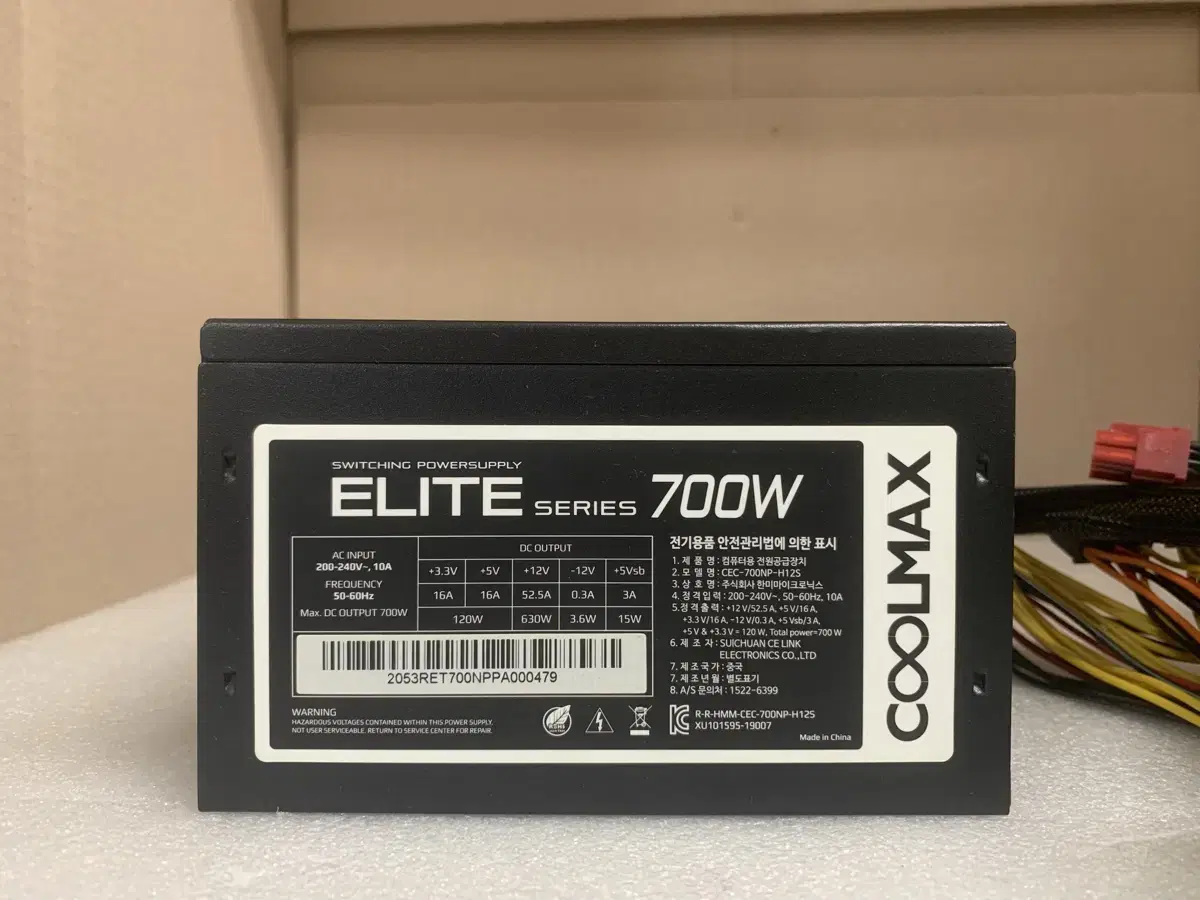 SWITCHING POWERSUPPLY
ELITE SERIES 700W
AC INPUT
200-240V~, 10A
FREQUENCY
50-60Hz
Max. DC OUTPUT 700W
DC OUTPUT
+3.3V +5V +12V -12V +5Vsb
16A 16A 52.5A 0.3A 3A
120W 630W 3.6W 15W
2053RET700NPPA000479
WARNING
HAZARDOUS VOLTAGES CONTAINED WITHIN THIS POWER SUPPLY.
NOT USER SERVICEABLE. RETURN TO SERVICE CENTER FOR REPAIR.
전기용품 안전관리법에 의한 표시
1. 제 품 명 : 컴퓨터용 전원공급장치
2. 모 델 명 : CEC-700NP-H12S
3. 상 호 명 : 주식회사 한미마이크로닉스
4. 정격입력 : 200-240V~, 50-60Hz, 10A
5. 정격출력 : +12 V/52.5 A, +5 V/16 A,
+3.3 V/16 A, -12 V/0.3 A, +5 Vsb/3 A,
+5 V & +3.3 V = 120 W, Total power=700 W
6. 제 조 자 : SUICHUAN CE LINK
ELECTRONICS CO.,LTD
7. 제조국가 : 중국
7. 제조년월 : 별도표기
8. A/S 문의처 : 1522-6399
RoHS
R-R-HMM-CEC-700NP-H12S
XU101595-19007
Made in China
COOLMAX